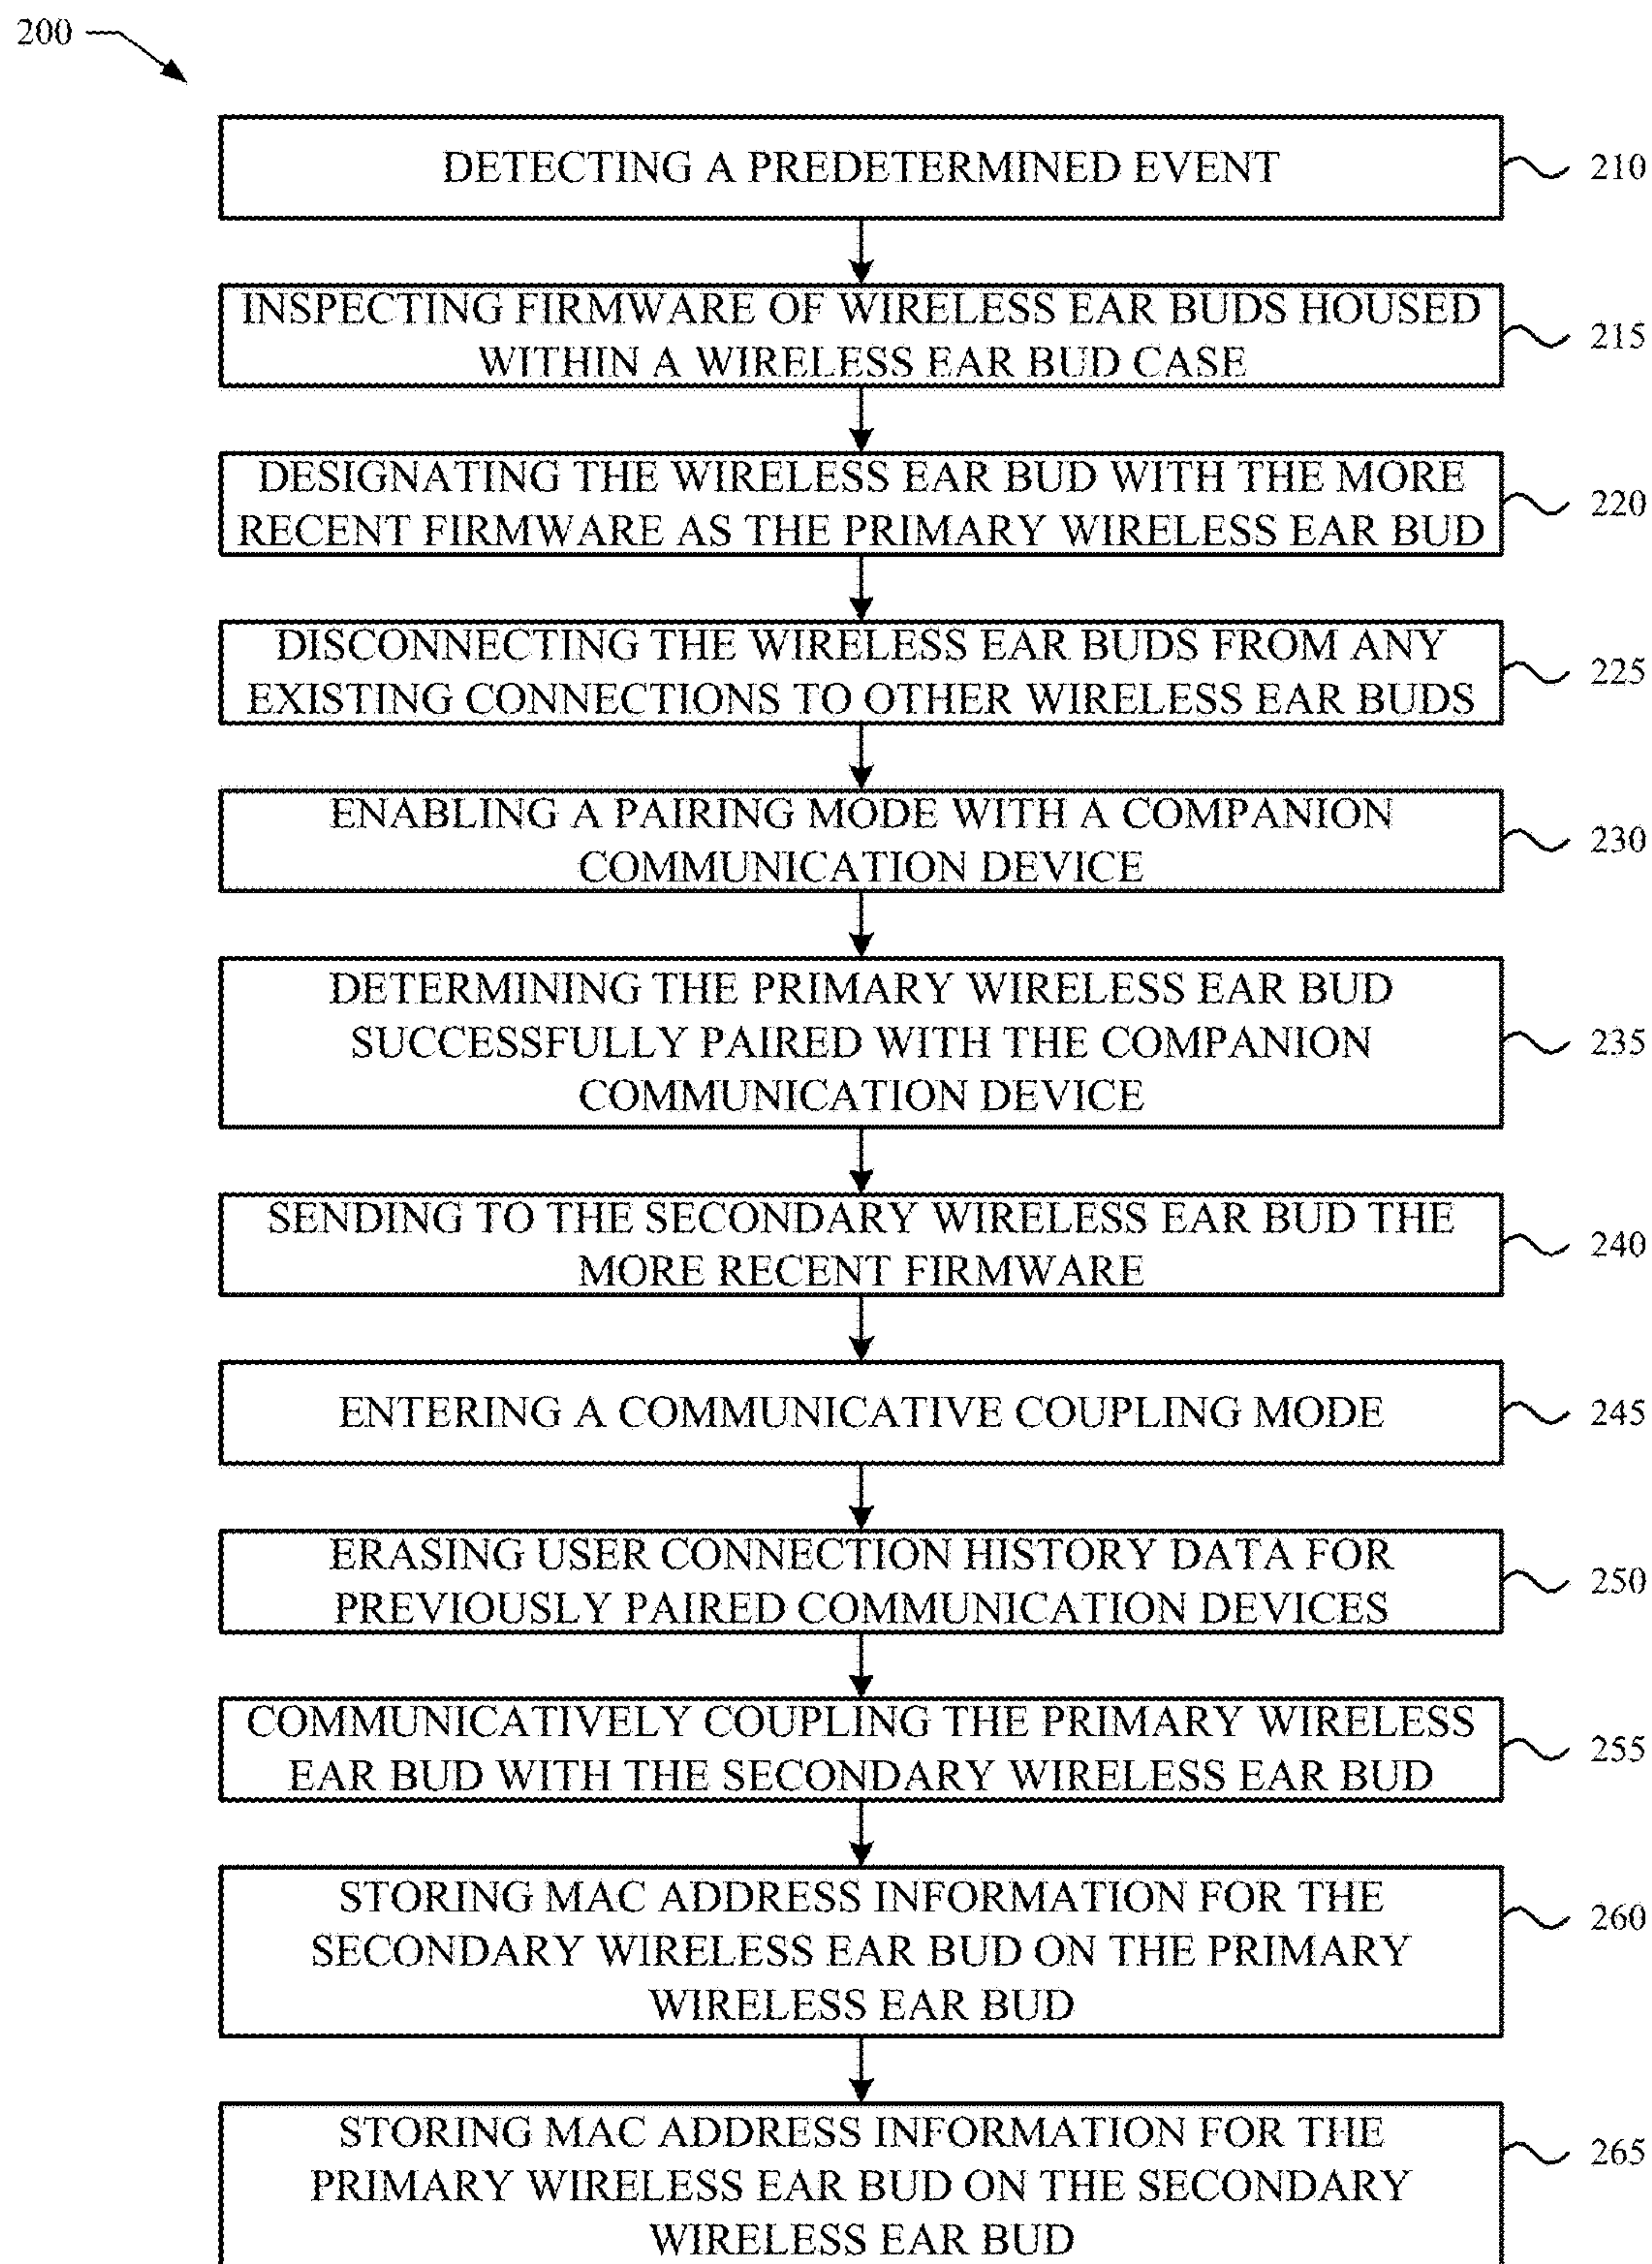 200
DETECTING A PREDETERMINED EVENT
210
INSPECTING FIRMWARE OF WIRELESS EAR BUDS HOUSED
WITHIN A WIRELESS EAR BUD CASE
215
DESIGNATING THE WIRELESS EAR BUD WITH THE MORE
RECENT FIRMWARE AS THE PRIMARY WIRELESS EAR BUD
220
DISCONNECTING THE WIRELESS EAR BUDS FROM ANY
EXISTING CONNECTIONS TO OTHER WIRELESS EAR BUDS
225
ENABLING A PAIRING MODE WITH A COMPANION
COMMUNICATION DEVICE
230
DETERMINING THE PRIMARY WIRELESS EAR BUD
SUCCESSFULLY PAIRED WITH THE COMPANION
COMMUNICATION DEVICE
235
SENDING TO THE SECONDARY WIRELESS EAR BUD THE
MORE RECENT FIRMWARE
240
ENTERING A COMMUNICATIVE COUPLING MODE
245
ERASING USER CONNECTION HISTORY DATA FOR
PREVIOUSLY PAIRED COMMUNICATION DEVICES
250
COMMUNICATIVELY COUPLING THE PRIMARY WIRELESS
EAR BUD WITH THE SECONDARY WIRELESS EAR BUD
255
STORING MAC ADDRESS INFORMATION FOR THE
SECONDARY WIRELESS EAR BUD ON THE PRIMARY
WIRELESS EAR BUD
260
STORING MAC ADDRESS INFORMATION FOR THE
PRIMARY WIRELESS EAR BUD ON THE SECONDARY
WIRELESS EAR BUD
265